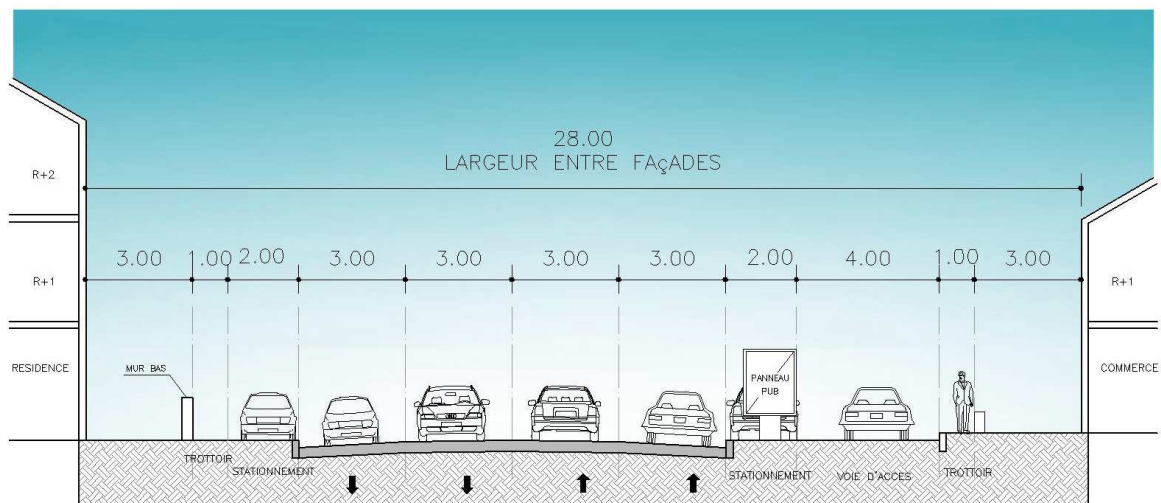 28.00
LARGEUR ENTRE FAçADES
R+2
3.00 1.00 2.00 3.00 3.00 3.00 3.00 2.00 4.00 1.00 3.00
R+1
R+1
RESIDENCE
MUR BAS
PANNEAU
PUB
COMMERCE
TROTTOIR
STATIONNEMENT
STATIONNEMENT
VOIE D'ACCES
TROTTOIR